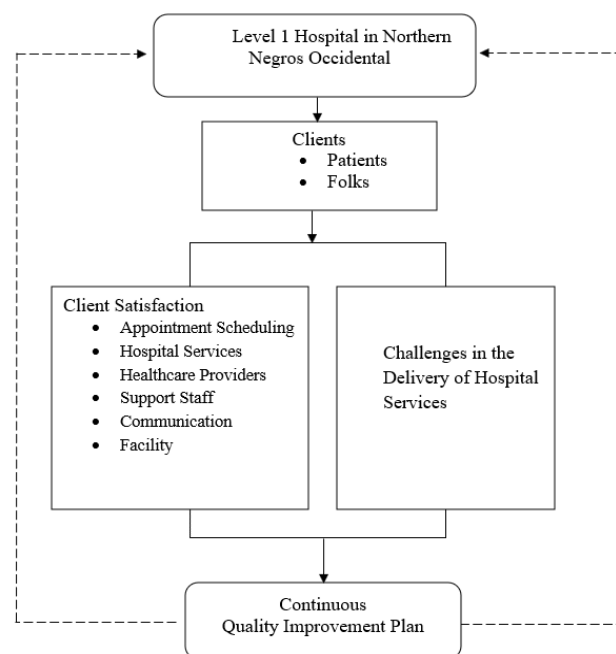 Level 1 Hospital in Northern
Negros Occidental
Clients
• Patients
• Folks
Client Satisfaction
• Appointment Scheduling
• Hospital Services
• Healthcare Providers
• Support Staff
• Communication
• Facility
Challenges in the
Delivery of Hospital
Services
Continuous
Quality Improvement Plan